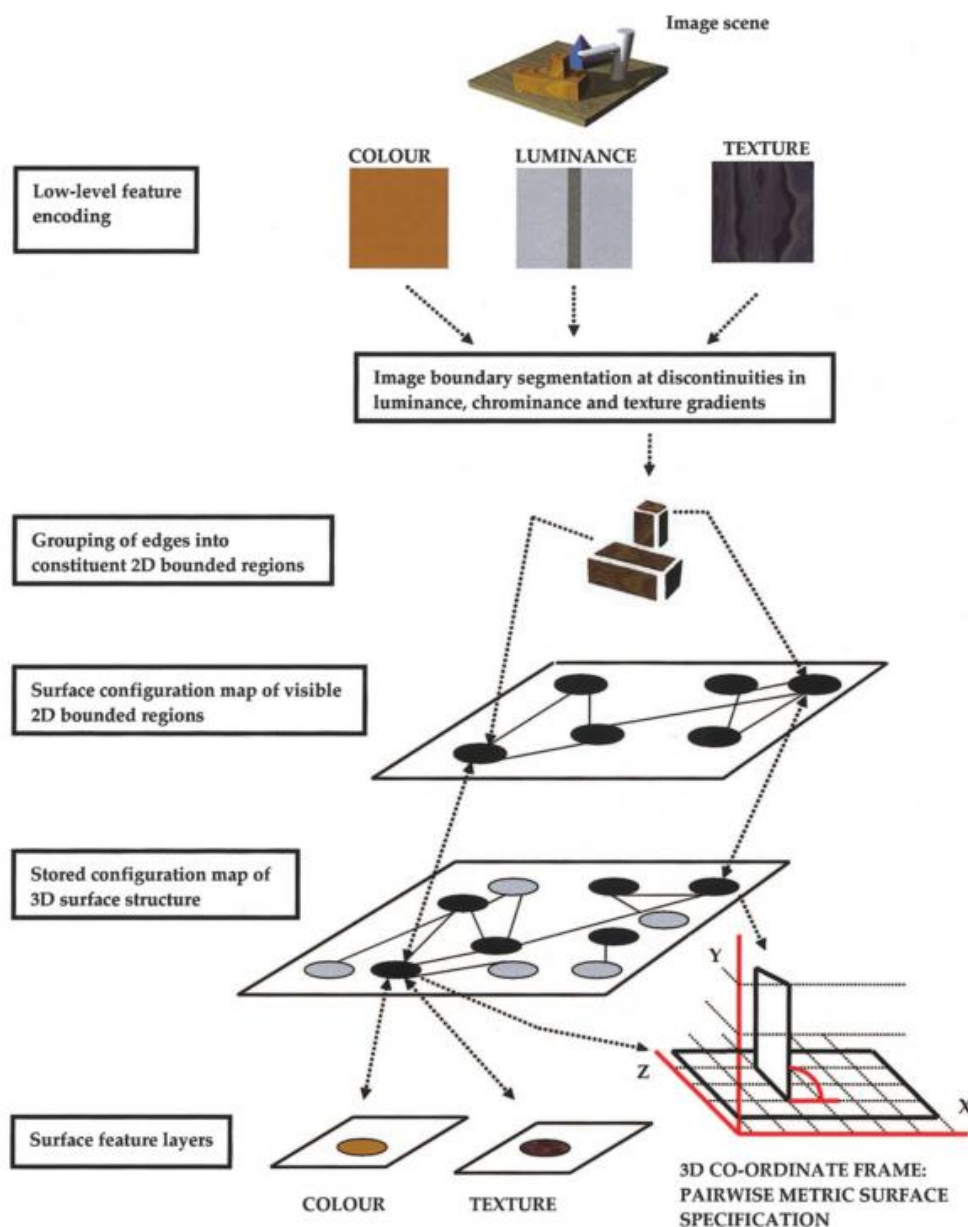 Image scene
COLOUR
LUMINANCE
TEXTURE
Low-level feature
encoding
Image boundary segmentation at discontinuities in
luminance, chrominance and texture gradients
Grouping of edges into
constituent 2D bounded regions
Surface configuration map of visible
2D bounded regions
Stored configuration map of
3D surface structure
Y
Z
X
Surface feature layers
COLOUR
TEXTURE
3D CO-ORDINATE FRAME:
PAIRWISE METRIC SURFACE
SPECIFICATION